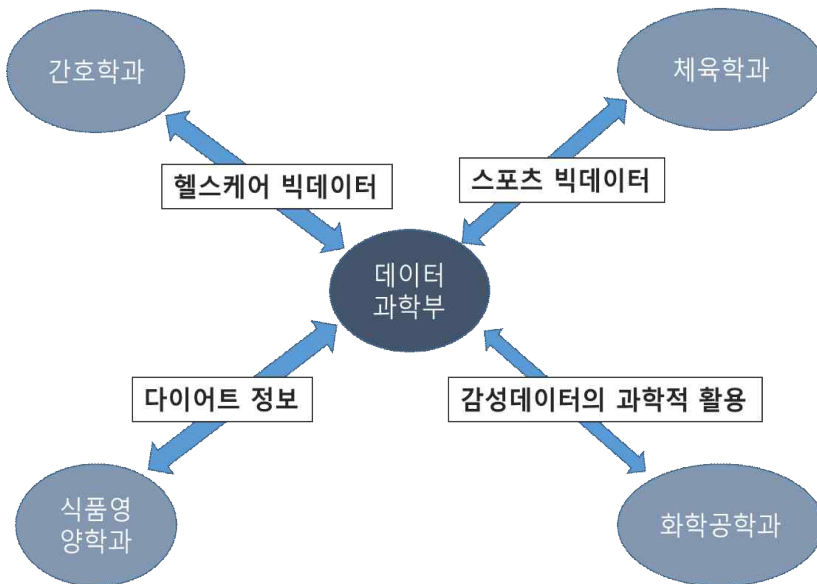 간호학과
체육학과
헬스케어 빅데이터
스포츠 빅데이터
데이터
과학부
다이어트 정보
감성데이터의 과학적 활용
식품영
양학과
화학공학과